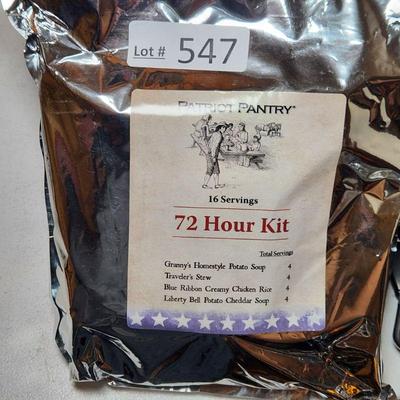 Lot # 547
PATRIOT PANTRY®
16 Servings
72 Hour Kit
Total Servings
Granny's Homestyle Potato Soup 4
Traveler's Stew 4
Blue Ribbon Creamy Chicken Rice 4
Liberty Bell Potato Cheddar Soup 4